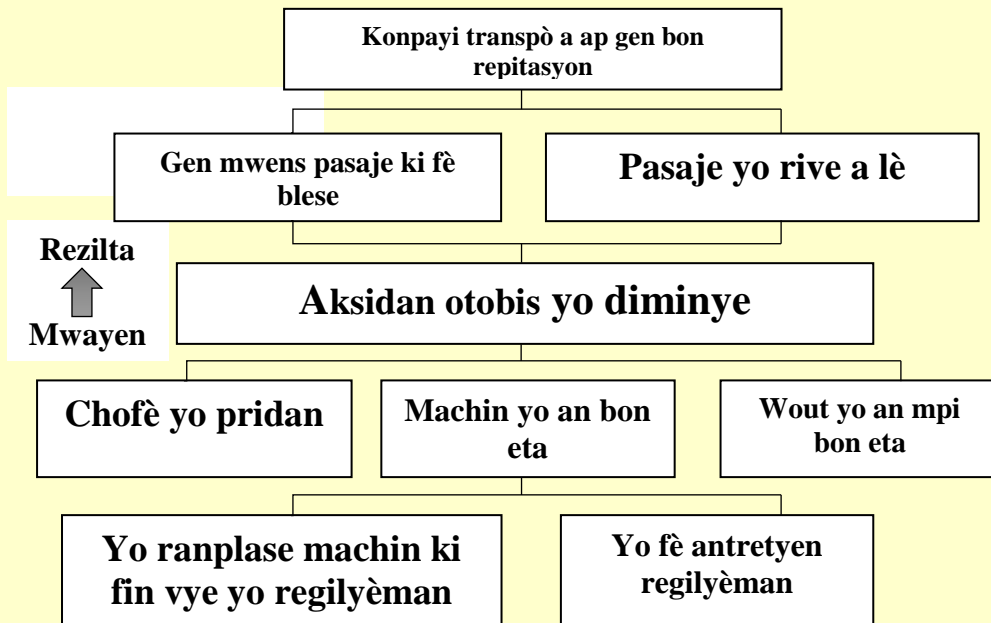 Konpayi transpò a ap gen bon
repitasyon
Gen mwens pasaje ki fè
blese
Pasaje yo rive a lè
Rezilta
Mwayen
Aksidan otobis yo diminye
Chofè yo pridan
Machin yo an bon
eta
Wout yo an mpi
bon eta
Yo ranplase machin ki
fin vye yo regilyèman
Yo fè antretyen
regilyèman